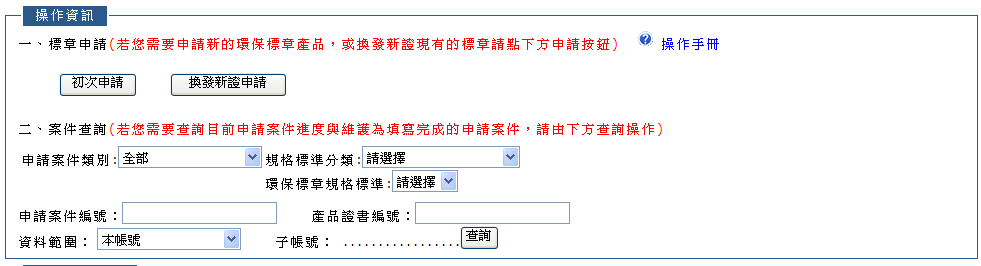 操作資訊
一、標章申請(若您需要申請新的環保標章產品，或換發新證現有的標章請點下方申請按鈕) ? 操作手冊
初次申請 換發新證申請
二、案件查詢(若您需要查詢目前申請案件進度與維護為填寫完成的申請案件，請由下方查詢操作)
申請案件類別:全部 規格標準分類:請選擇
環保標章規格標準:請選擇
申請案件編號： 產品證書編號：
資料範圍： 本帳號 子帳號： .................查詢